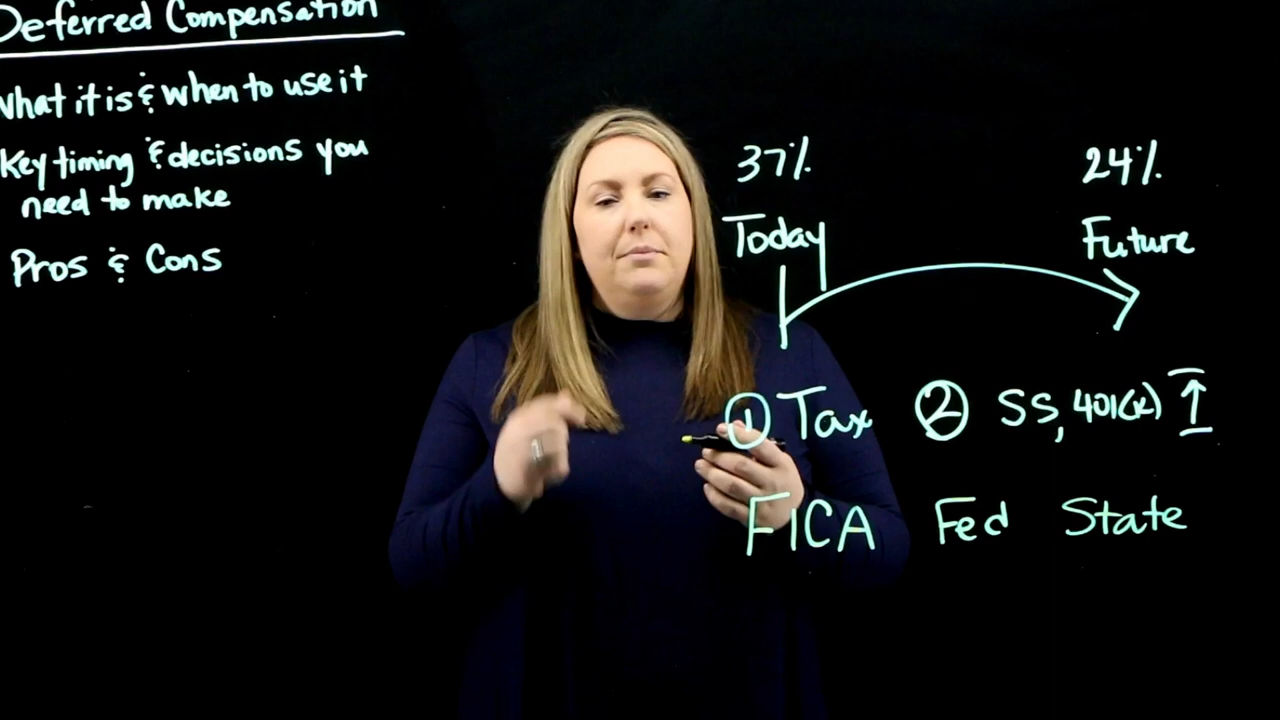 Deferred Compensation
What it is & when to use it
Key timing & decisions you
need to make
Pros & Cons
37% 24%
Today Future
① Tax ② SS, 401(k) ↑
FICA Fed State